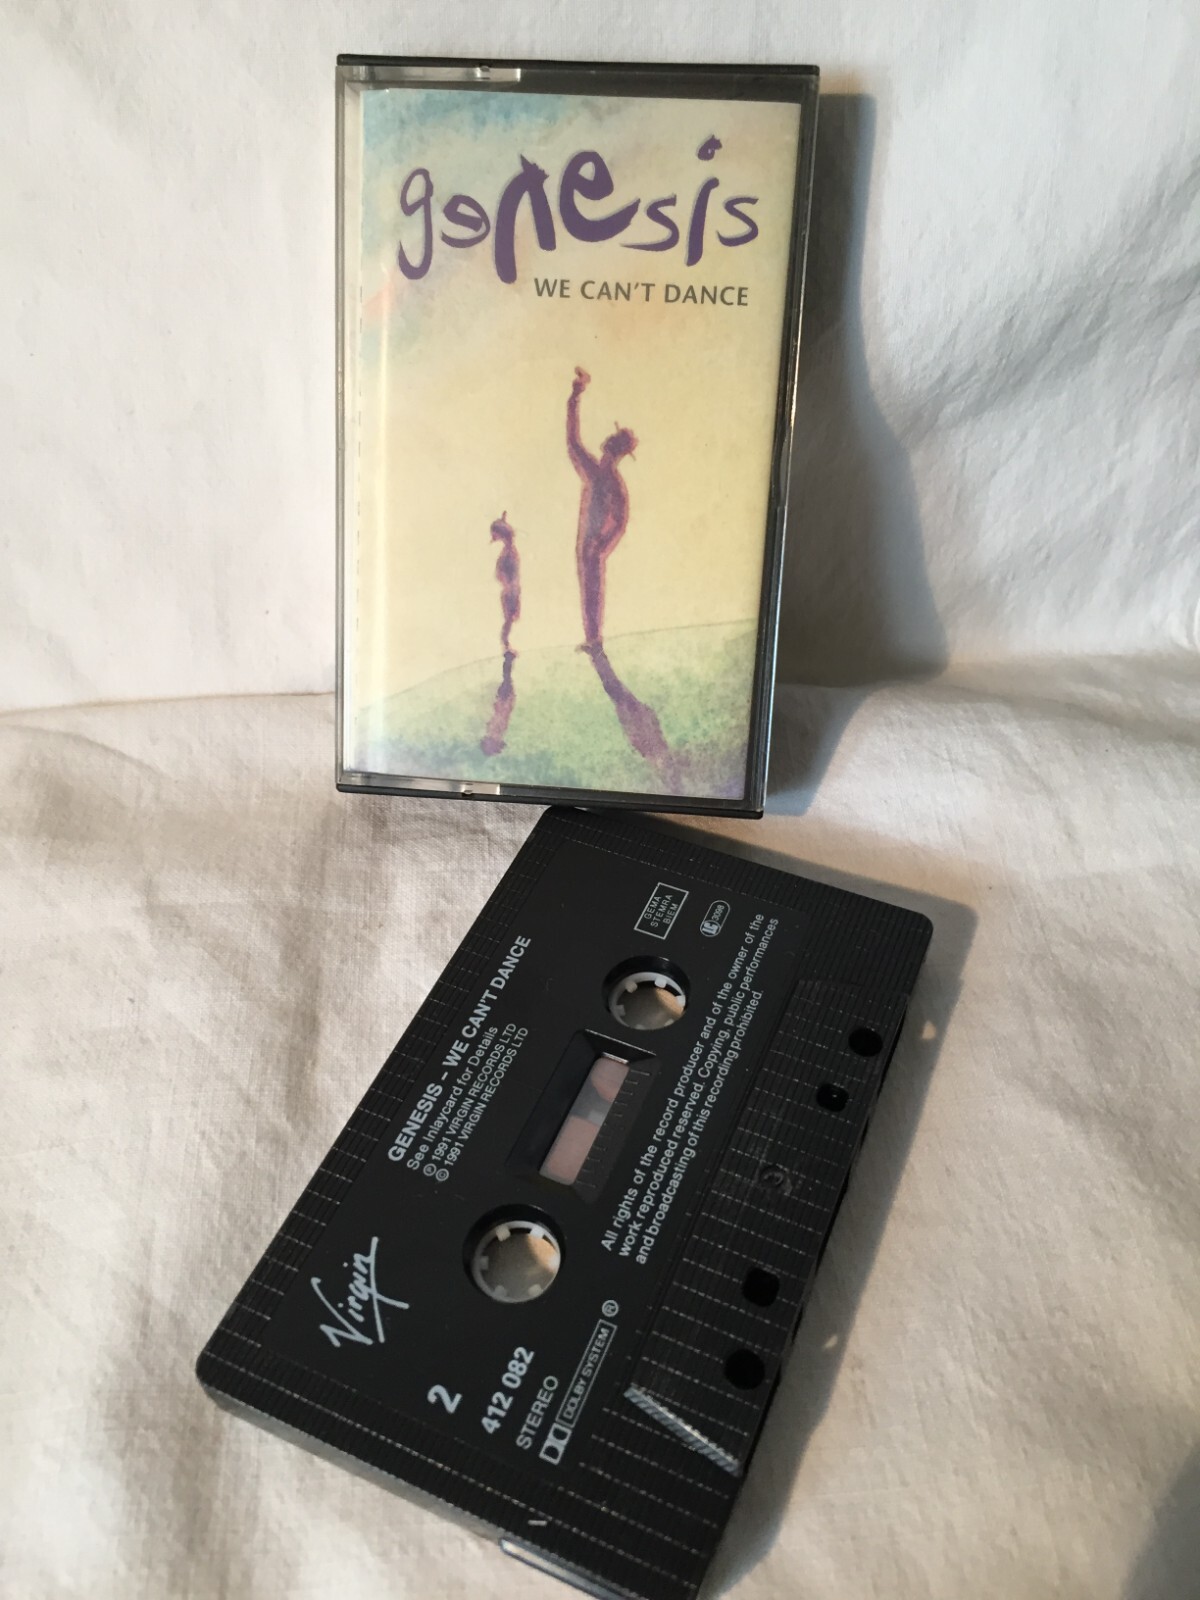 genesis
WE CAN'T DANCE
GENESIS - WE CAN'T DANCE
See Inlaycard for Details
℗ 1991 VIRGIN RECORDS LTD
© 1991 VIRGIN RECORDS LTD
GEMA
STEMRA
BIEM
LC 3098
All rights of the record producer and of the owner of the
work reproduced reserved. Copying, public performances
and broadcasting of this recording prohibited.
Virgin
2
412 082
STEREO
DOLBY SYSTEM ®